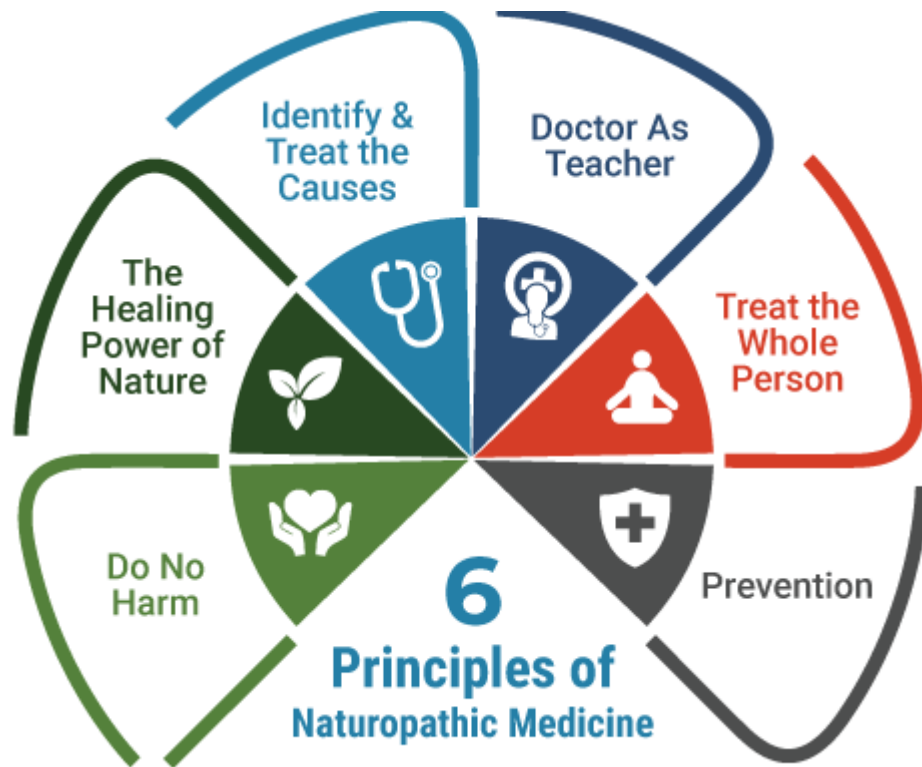 Identify &
Treat the
Causes
Doctor As
Teacher
The
Healing
Power of
Nature
Treat the
Whole
Person
Do No
Harm
Prevention
6
Principles of
Naturopathic Medicine